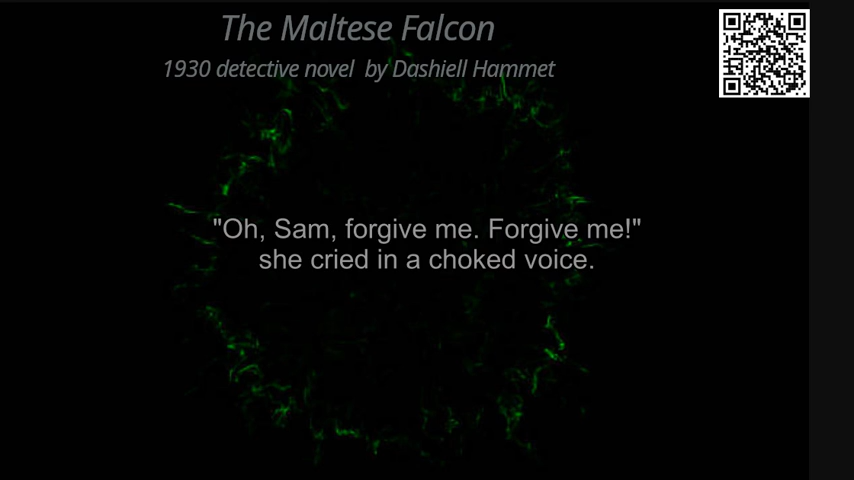 The Maltese Falcon
1930 detective novel by Dashiell Hammet
"Oh, Sam, forgive me. Forgive me!"
she cried in a choked voice.